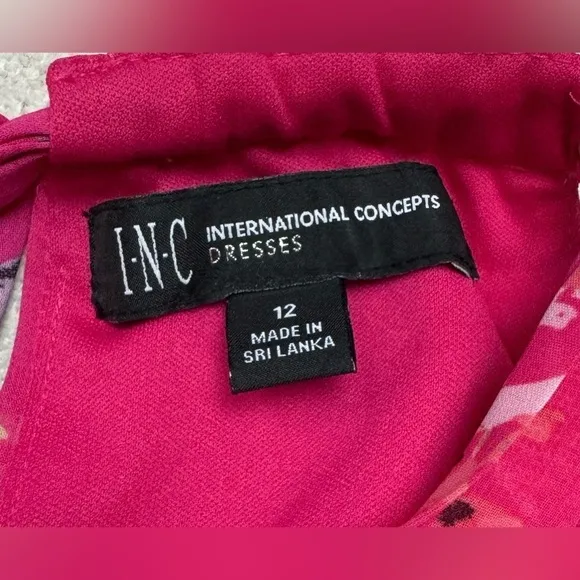 I·N·C
INTERNATIONAL CONCEPTS
DRESSES
12
MADE IN
SRI LANKA